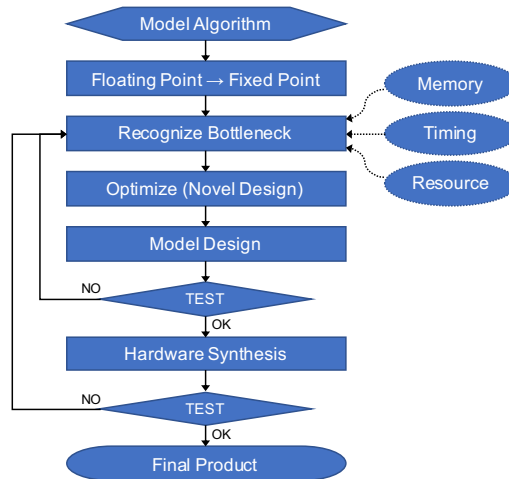 Model Algorithm
Floating Point → Fixed Point
Memory
Recognize Bottleneck
Timing
Optimize (Novel Design)
Resource
Model Design
NO
TEST
OK
Hardware Synthesis
NO
TEST
OK
Final Product